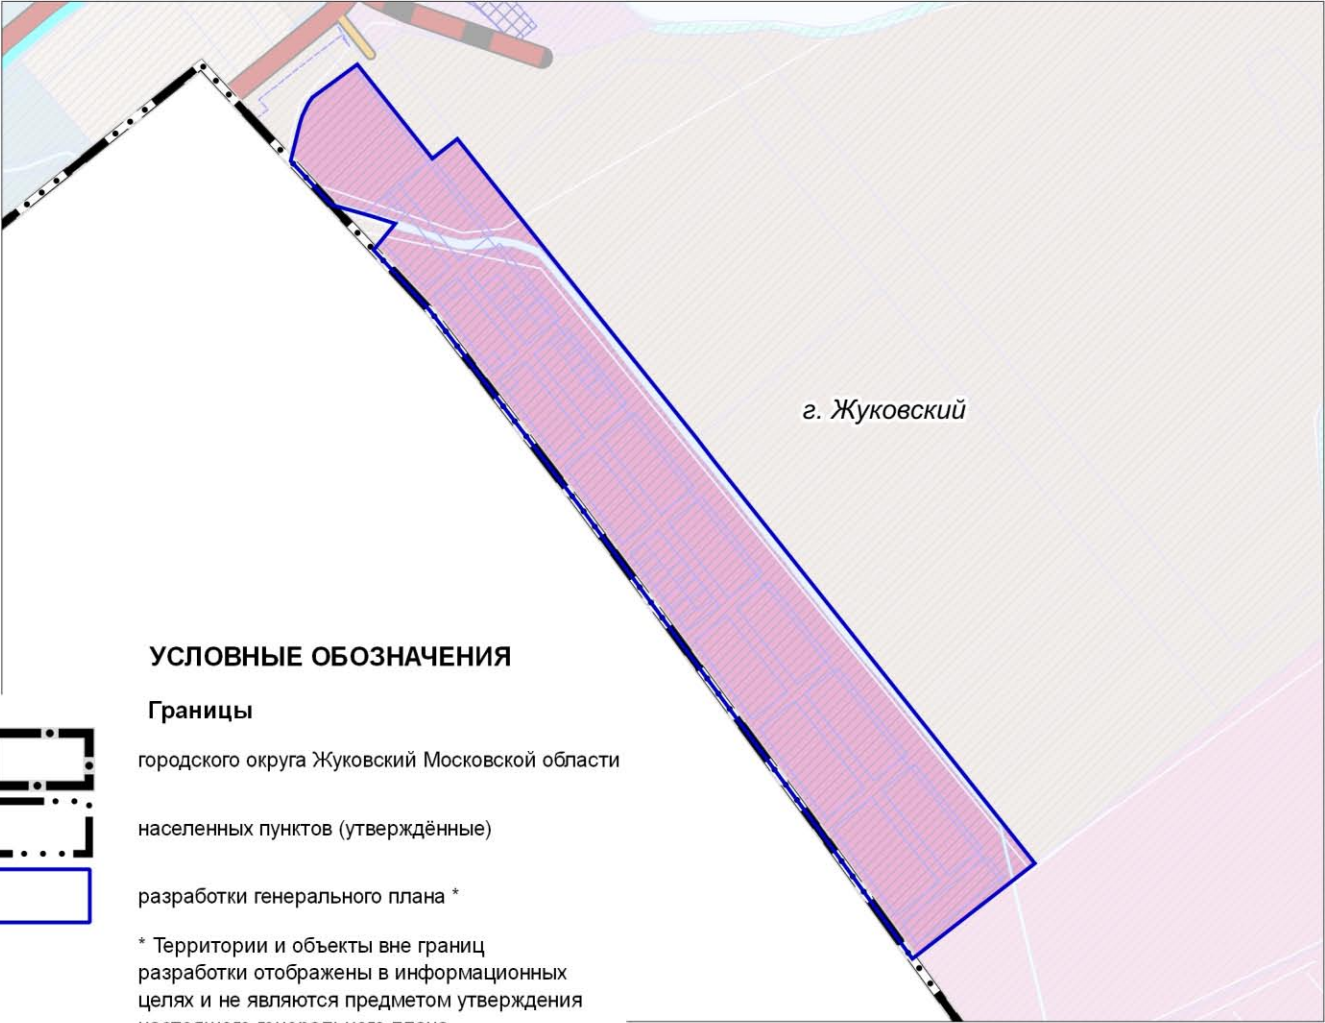 г. Жуковский
УСЛОВНЫЕ ОБОЗНАЧЕНИЯ
Границы
городского округа Жуковский Московской области
населенных пунктов (утверждённые)
разработки генерального плана *
* Территории и объекты вне границ
разработки отображены в информационных
целях и не являются предметом утверждения